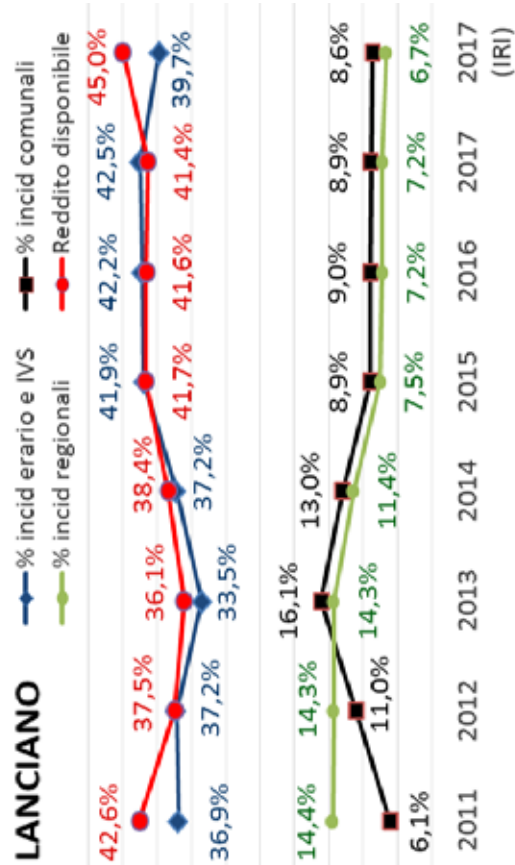 LANCIANO
% incid erario e IVS
% incid comunali
% incid regionali
Reddito disponibile
42,6% 37,5% 36,1% 38,4% 41,9% 42,2% 42,5% 45,0%
36,9% 37,2% 33,5% 37,2% 41,7% 41,6% 41,4% 39,7%
14,4% 14,3% 16,1% 13,0% 8,9% 9,0% 8,9% 8,6%
6,1% 11,0% 14,3% 11,4% 7,5% 7,2% 7,2% 6,7%
2011 2012 2013 2014 2015 2016 2017 2017
(IRI)